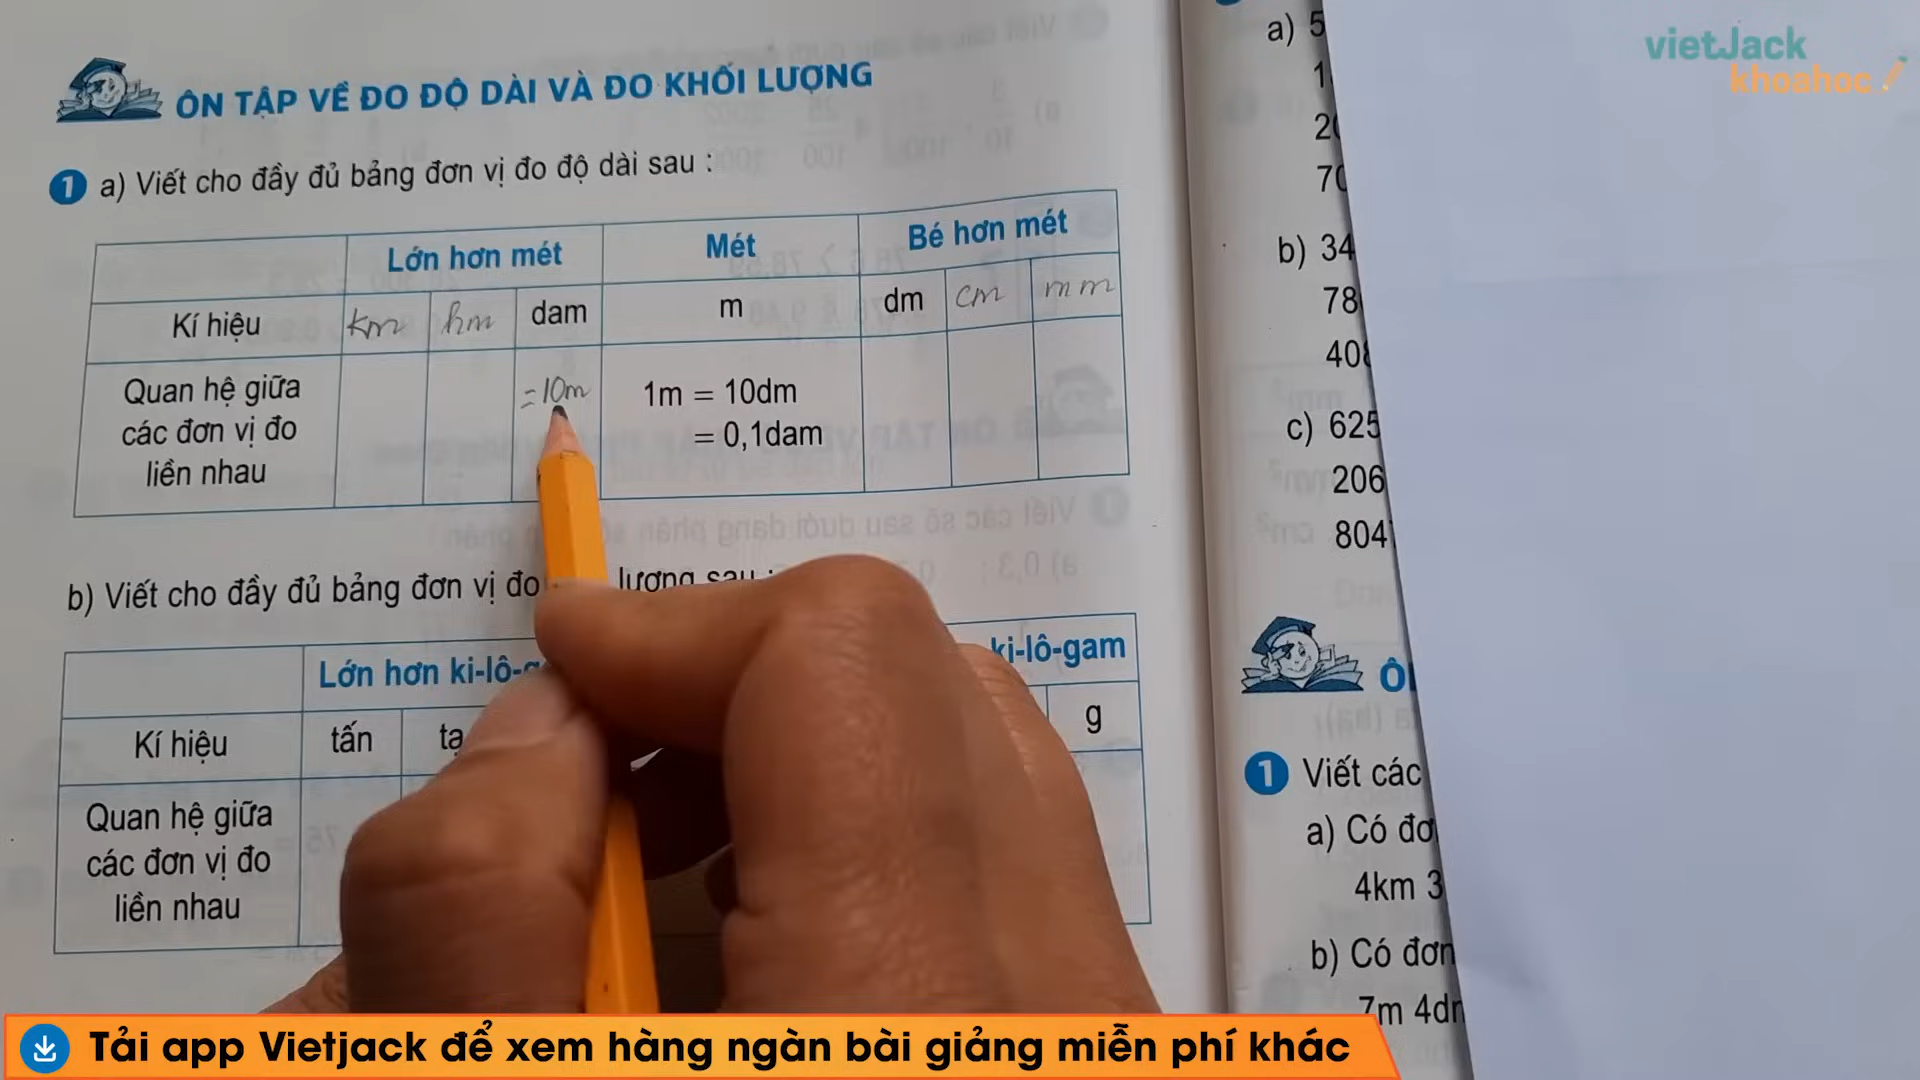 vietJack
khoahoc
ÔN TẬP VỀ ĐO ĐỘ DÀI VÀ ĐO KHỐI LƯỢNG
1 a) Viết cho đầy đủ bảng đơn vị đo độ dài sau :
Lớn hơn mét Mét Bé hơn mét
Kí hiệu km hm dam m dm cm mm
Quan hệ giữa
các đơn vị đo
liền nhau
=10m
1m = 10dm
= 0,1dam
b) Viết cho đầy đủ bảng đơn vị đo lượng sau :
Lớn hơn ki-lô- ki-lô-gam
Kí hiệu tấn tạ g
Quan hệ giữa
các đơn vị đo
liền nhau
a) 5
1
20
70
b) 34
78
408
c) 625
206
804
1 Viết các
a) Có đơ
4km 3
b) Có đơn
7m 4d
Tải app Vietjack để xem hàng ngàn bài giảng miễn phí khác